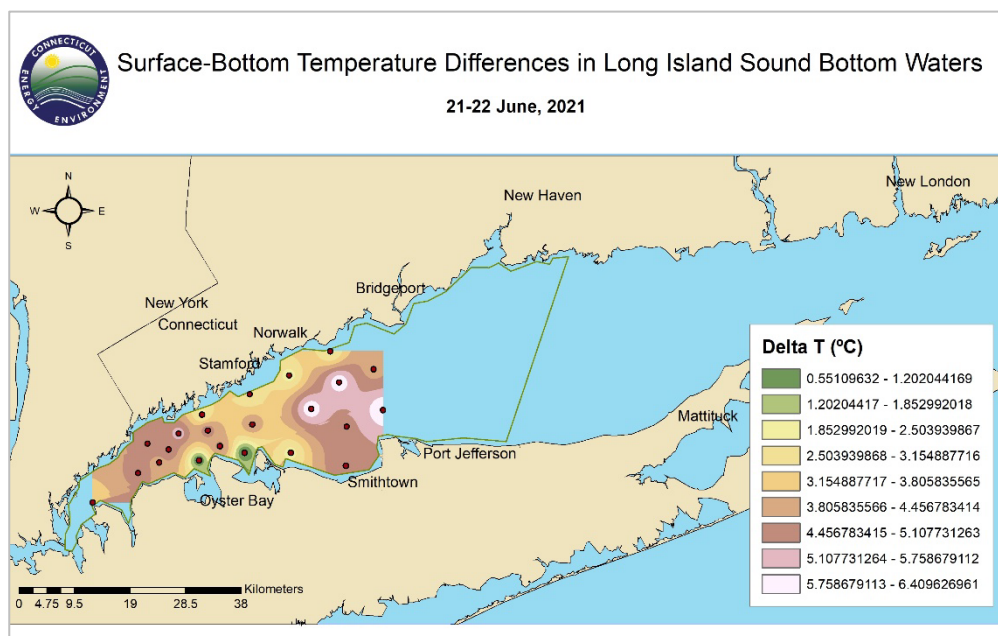 CONNECTICUT
ENERGY
ENVIRONMENT
Surface-Bottom Temperature Differences in Long Island Sound Bottom Waters
21-22 June, 2021
N
W E
S
New London
New Haven
Bridgeport
New York
Connecticut
Norwalk
Stamford
Mattituck
Port Jefferson
Smithtown
Oyster Bay
Kilometers
0 4.75 9.5 19 28.5 38
Delta T (ºC)
0.55109632 - 1.202044169
1.20204417 - 1.852992018
1.852992019 - 2.503939867
2.503939868 - 3.154887716
3.154887717 - 3.805835565
3.805835566 - 4.456783414
4.456783415 - 5.107731263
5.107731264 - 5.758679112
5.758679113 - 6.409626961